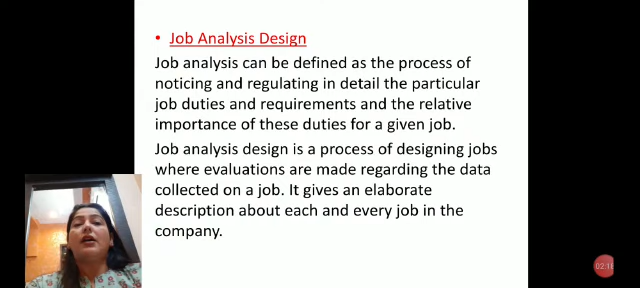 • Job Analysis Design
Job analysis can be defined as the process of
noticing and regulating in detail the particular
job duties and requirements and the relative
importance of these duties for a given job.
Job analysis design is a process of designing jobs
where evaluations are made regarding the data
collected on a job. It gives an elaborate
description about each and every job in the
company.
02:18